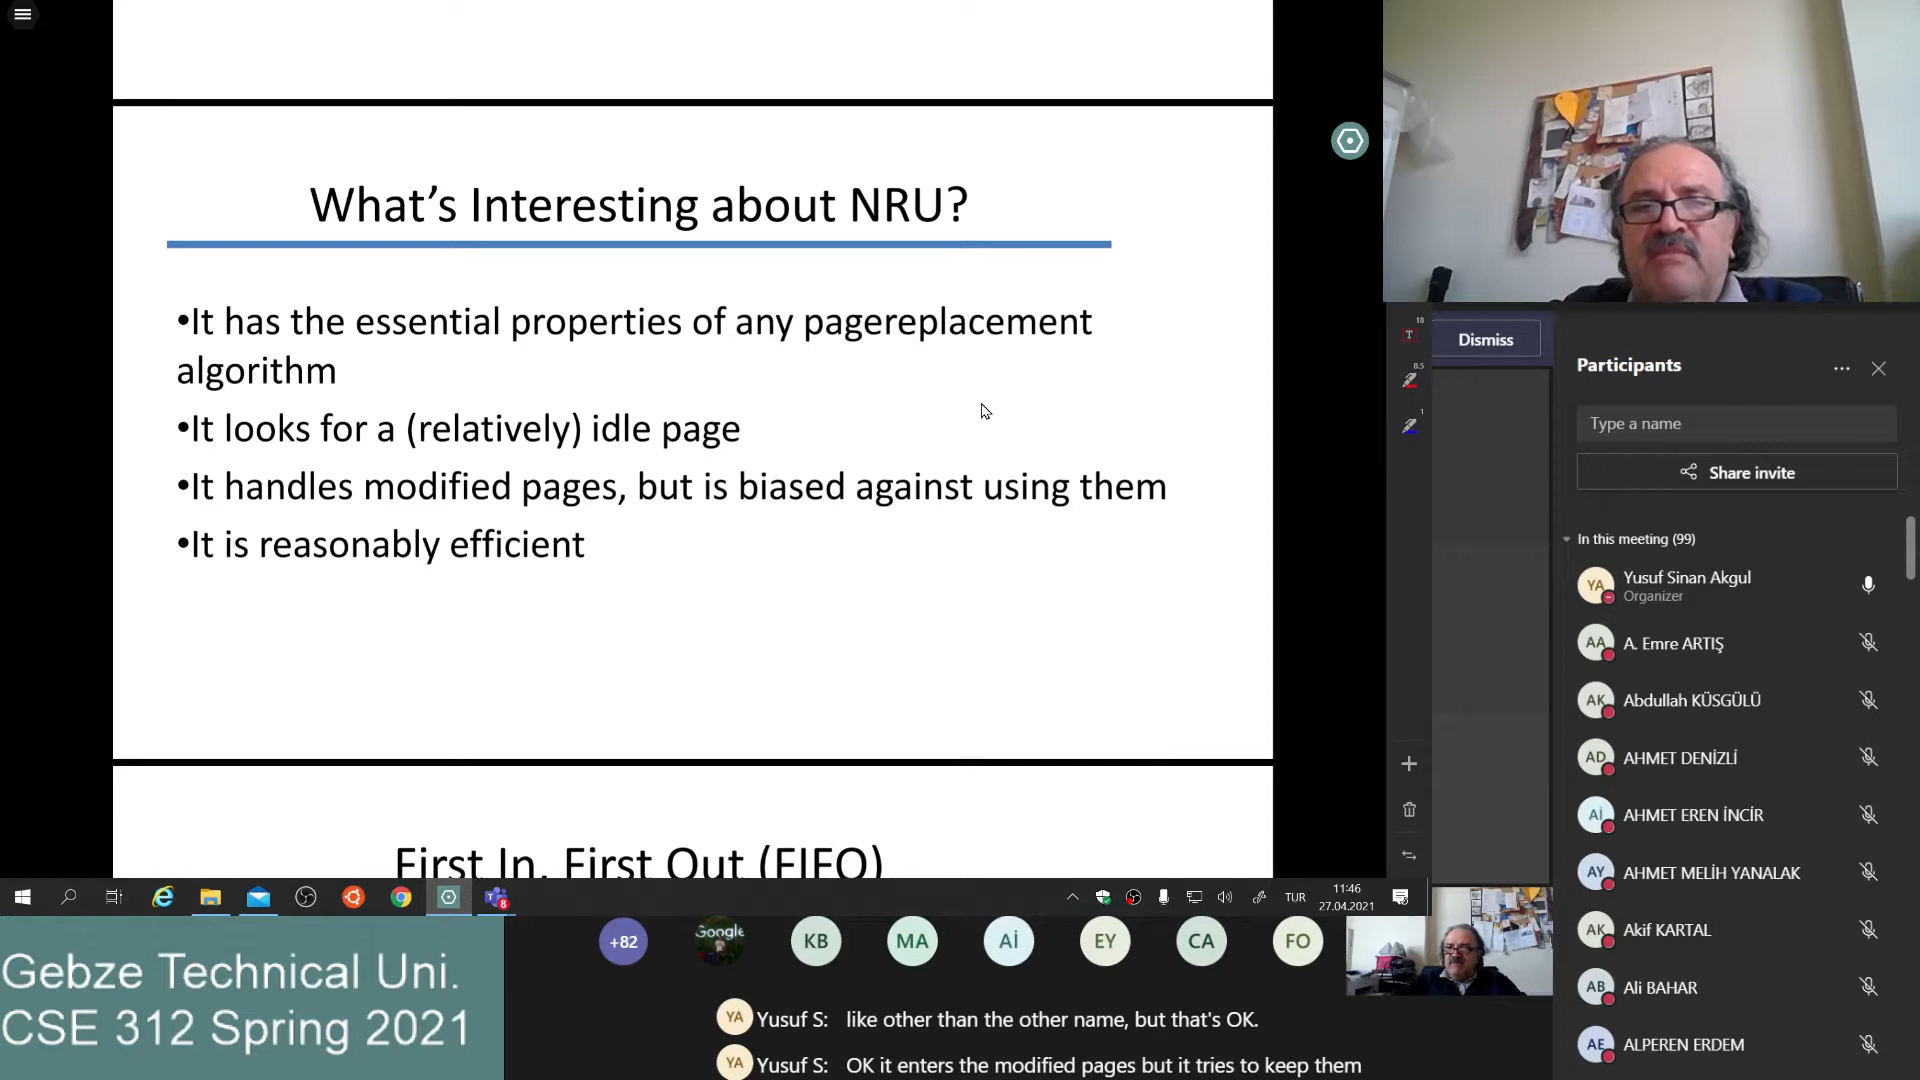 What's Interesting about NRU?
•It has the essential properties of any pagereplacement
algorithm
•It looks for a (relatively) idle page
•It handles modified pages, but is biased against using them
•It is reasonably efficient
First In, First Out (FIFO)
18
T
0.5
1
Dismiss
Participants
Type a name
Share invite
In this meeting (99)
YA
Yusuf Sinan Akgul
Organizer
AA
A. Emre ARTIŞ
AK
Abdullah KÜSGÜLÜ
AD
AHMET DENİZLİ
Aİ
AHMET EREN İNCİR
AY
AHMET MELİH YANALAK
AK
Akif KARTAL
AB
Ali BAHAR
AE
ALPEREN ERDEM
8
TUR
11:46
27.04.2021
+82
Google
KB
MA
Aİ
EY
CA
FO
Gebze Technical Uni.
CSE 312 Spring 2021
YA
Yusuf S: like other than the other name, but that's OK.
YA
Yusuf S: OK it enters the modified pages but it tries to keep them